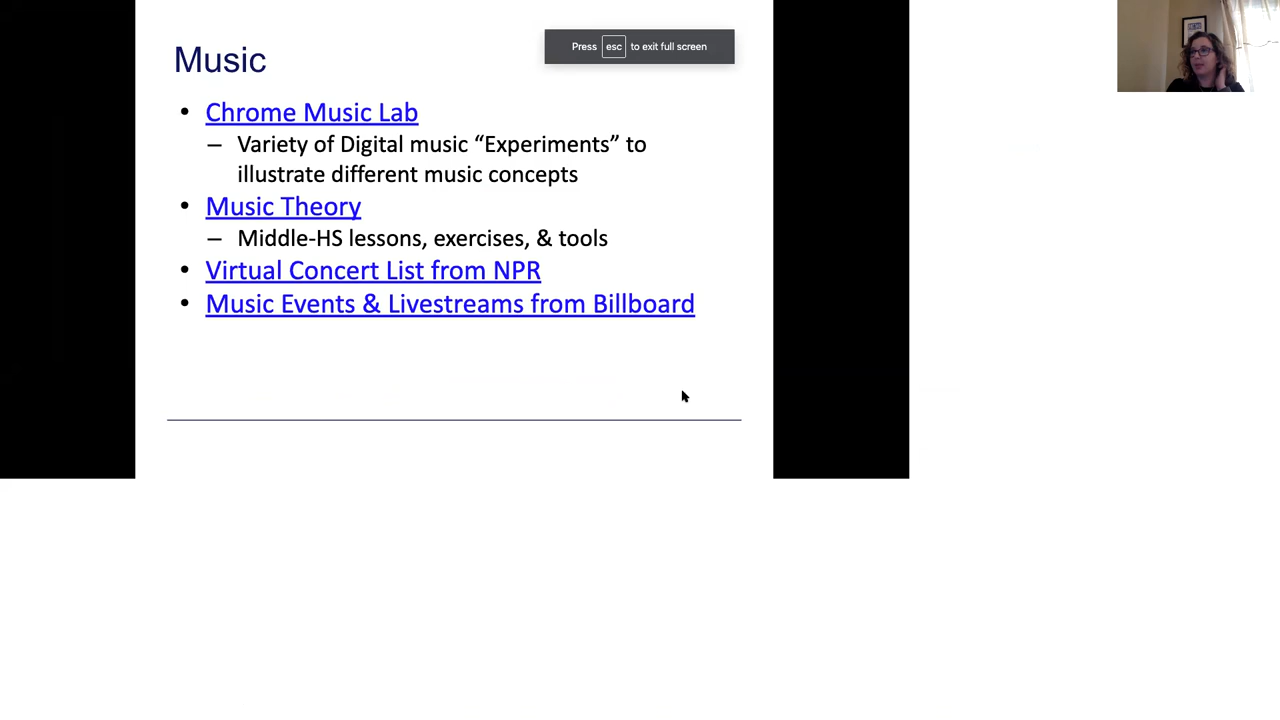 Music
Press esc to exit full screen
• Chrome Music Lab
– Variety of Digital music “Experiments” to
illustrate different music concepts
• Music Theory
– Middle-HS lessons, exercises, & tools
• Virtual Concert List from NPR
• Music Events & Livestreams from Billboard